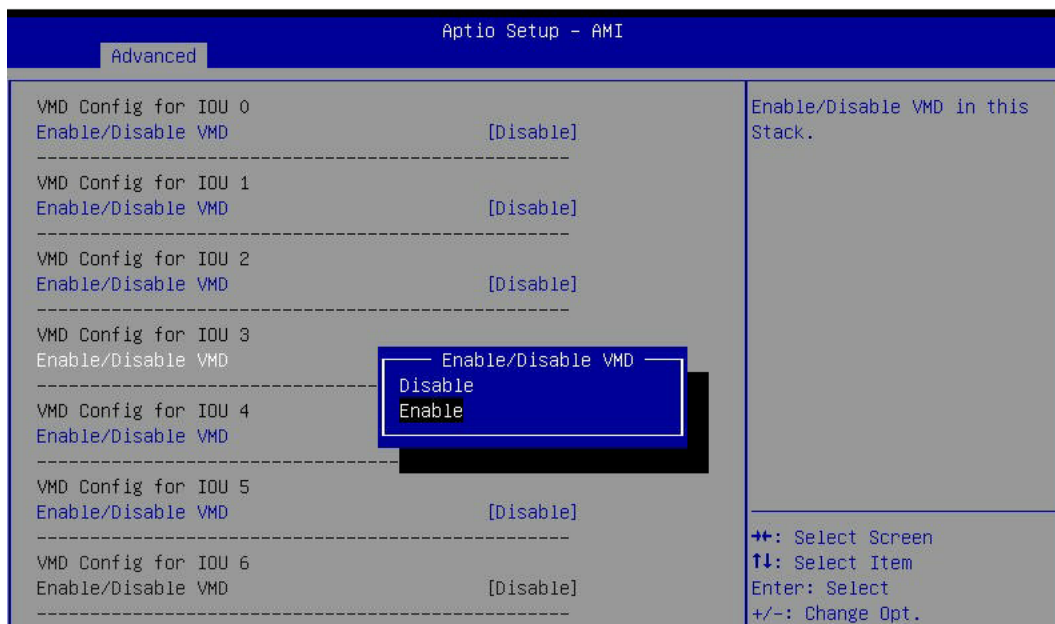 Aptio Setup - AMI
Advanced
VMD Config for IOU 0
Enable/Disable VMD [Disable]
VMD Config for IOU 1
Enable/Disable VMD [Disable]
VMD Config for IOU 2
Enable/Disable VMD [Disable]
VMD Config for IOU 3
Enable/Disable VMD
VMD Config for IOU 4
Enable/Disable VMD
VMD Config for IOU 5
Enable/Disable VMD [Disable]
VMD Config for IOU 6
Enable/Disable VMD [Disable]
Enable/Disable VMD
Disable
Enable
Enable/Disable VMD in this
Stack.
→←: Select Screen
↑↓: Select Item
Enter: Select
+/-: Change Opt.